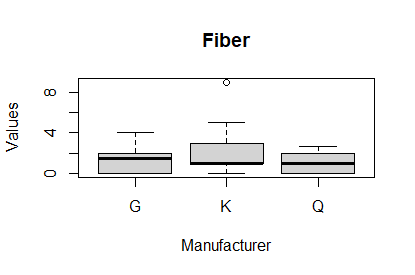 Fiber
Values
8
4
0
G K Q
Manufacturer